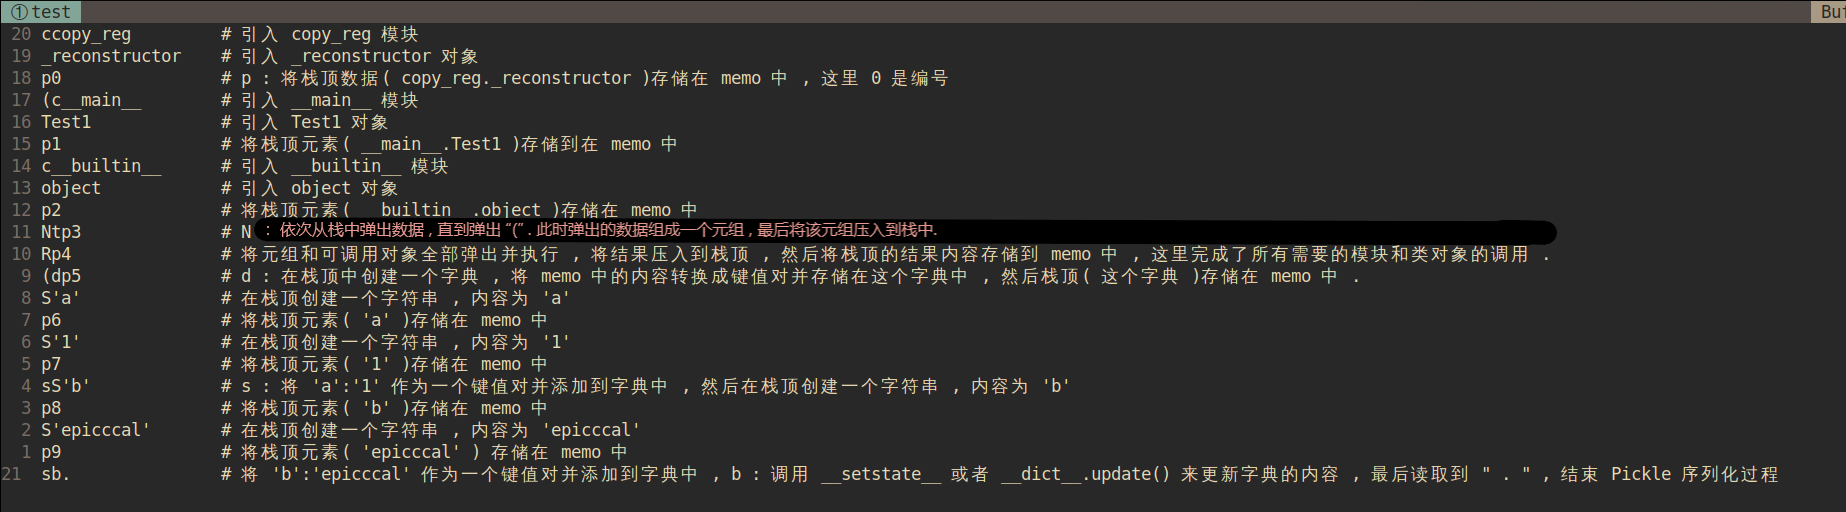 ①test Buf
20 ccopy_reg # 引入 copy_reg 模块
19 _reconstructor # 引入 _reconstructor 对象
18 p0 # p : 将栈顶数据( copy_reg._reconstructor )存储在 memo 中 , 这里 0 是编号
17 (c__main__ # 引入 __main__ 模块
16 Test1 # 引入 Test1 对象
15 p1 # 将栈顶元素( __main__.Test1 )存储到在 memo 中
14 c__builtin__ # 引入 __builtin__ 模块
13 object # 引入 object 对象
12 p2 # 将栈顶元素( __builtin__.object )存储在 memo 中
11 Ntp3 # N : 依次从栈中弹出数据 , 直到弹出 “(” . 此时弹出的数据组成一个元组 , 最后将该元组压入到栈中.
10 Rp4 # 将元组和可调用对象全部弹出并执行 , 将结果压入到栈顶 , 然后将栈顶的结果内容存储到 memo 中 , 这里完成了所有需要的模块和类对象的调用 .
9 (dp5 # d : 在栈顶中创建一个字典 , 将 memo 中的内容转换成键值对并存储在这个字典中 , 然后栈顶( 这个字典 )存储在 memo 中 .
8 S'a' # 在栈顶创建一个字符串 , 内容为 'a'
7 p6 # 将栈顶元素( 'a' )存储在 memo 中
6 S'1' # 在栈顶创建一个字符串 , 内容为 '1'
5 p7 # 将栈顶元素( '1' )存储在 memo 中
4 sS'b' # s : 将 'a':'1' 作为一个键值对并添加到字典中 , 然后在栈顶创建一个字符串 , 内容为 'b'
3 p8 # 将栈顶元素( 'b' )存储在 memo 中
2 S'epicccal' # 在栈顶创建一个字符串 , 内容为 'epicccal'
1 p9 # 将栈顶元素( 'epicccal' ) 存储在 memo 中
21 sb. # 将 'b':'epicccal' 作为一个键值对并添加到字典中 , b : 调用 __setstate__ 或者 __dict__.update() 来更新字典的内容 , 最后读取到 " . " , 结束 Pickle 序列化过程